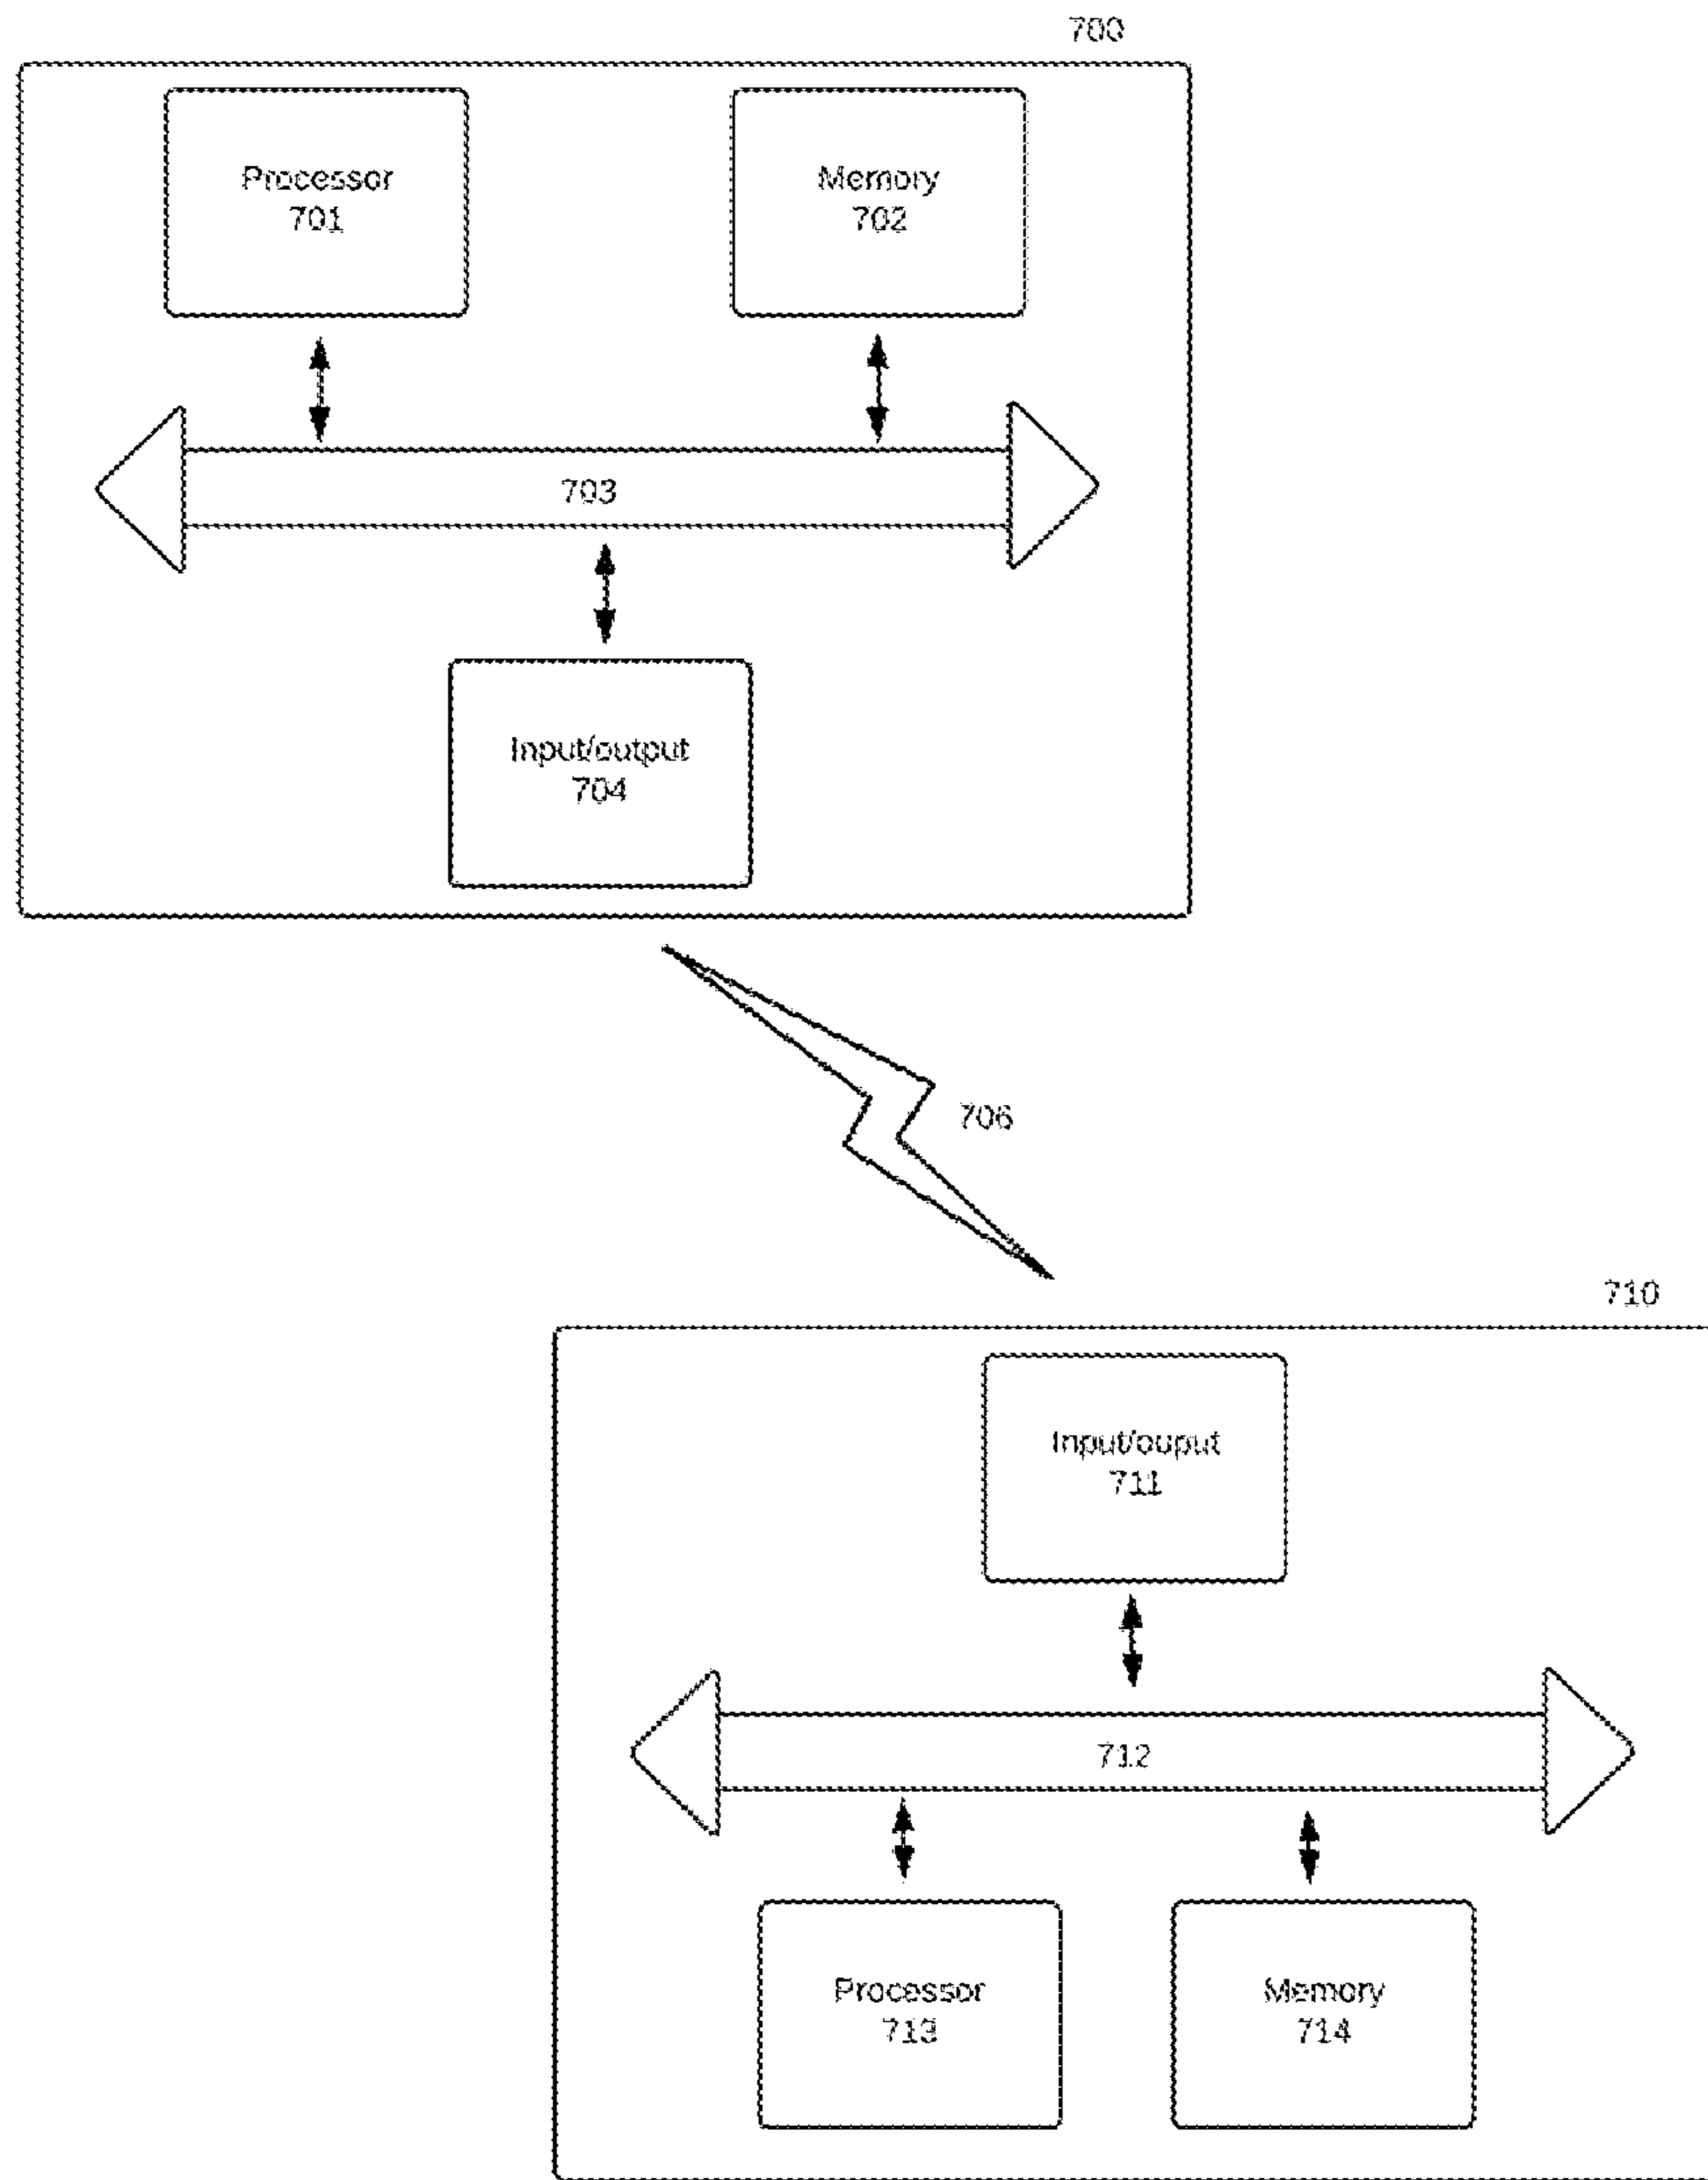 700
Processor
701
Memory
702
703
Input/output
704
706
710
Input/ouput
711
712
Processor
713
Memory
714